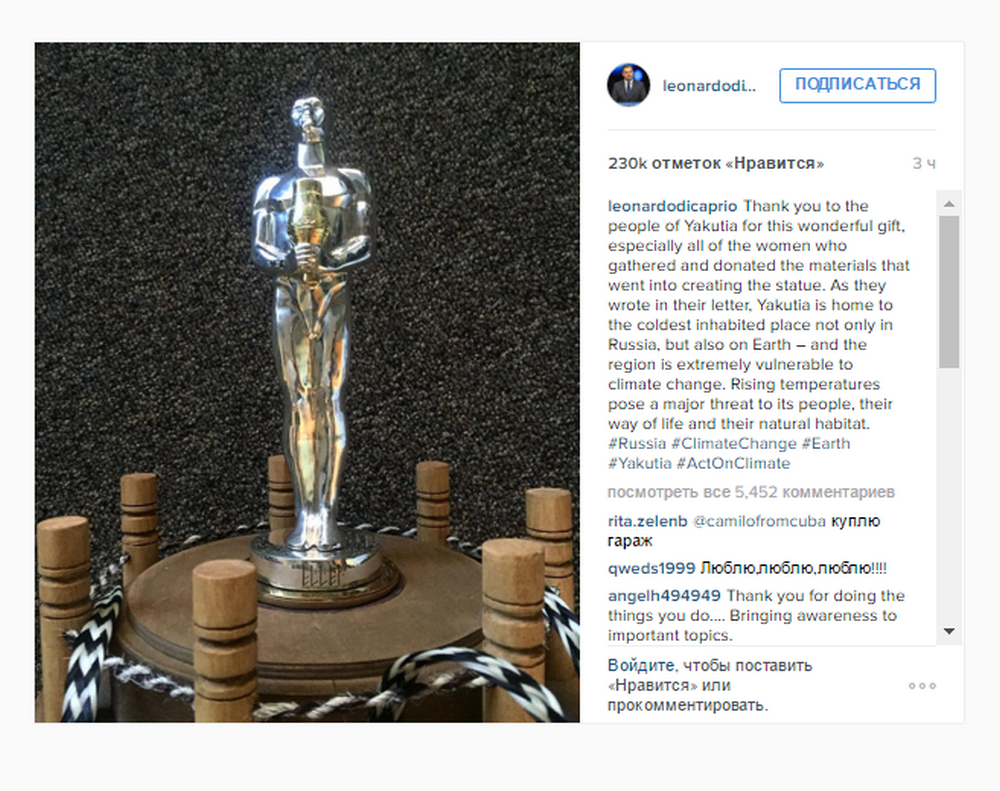 leonardodi...
ПОДПИСАТЬСЯ
230k отметок «Нравится»
3 ч
leonardodicaprio Thank you to the
people of Yakutia for this wonderful gift,
especially all of the women who
gathered and donated the materials that
went into creating the statue. As they
wrote in their letter, Yakutia is home to
the coldest inhabited place not only in
Russia, but also on Earth – and the
region is extremely vulnerable to
climate change. Rising temperatures
pose a major threat to its people, their
way of life and their natural habitat.
#Russia #ClimateChange #Earth
#Yakutia #ActOnClimate
посмотреть все 5,452 комментариев
rita.zelenb @camilofromcuba куплю
гараж
qweds1999 Люблю,люблю,люблю!!!!
angelh494949 Thank you for doing the
things you do.... Bringing awareness to
important topics.
Войдите, чтобы поставить
«Нравится» или
прокомментировать.